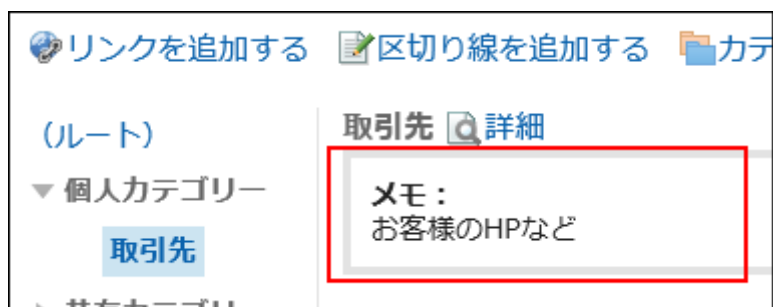 リンクを追加する 区切り線を追加する カテ
(ルート) 取引先 詳細
個人カテゴリー
メモ：
お客様のHPなど
取引先